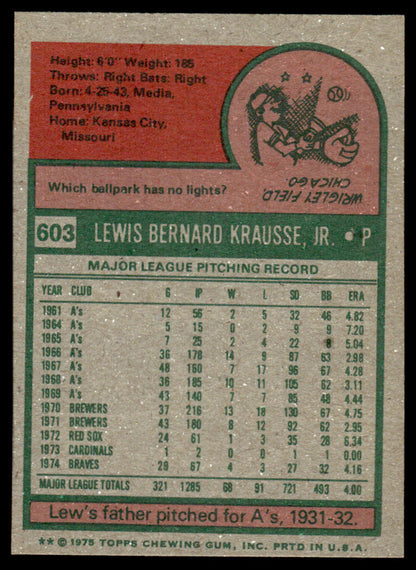 Height: 6'0" Weight: 185
Throws: Right Bats: Right
Born: 4-25-43, Media,
Pennsylvania
Home: Kansas City,
Missouri
Which ballpark has no lights?
WRIGLEY FIELD,
CHICAGO.
603 LEWIS BERNARD KRAUSSE, JR. • P
MAJOR LEAGUE PITCHING RECORD
YEAR CLUB G IP W L SO BB ERA
1961 A's 12 56 2 5 32 46 4.82
1964 A's 5 15 0 2 9 9 7.20
1965 A's 7 25 2 4 22 8 5.04
1966 A's 36 178 14 9 87 63 2.98
1967 A's 48 160 7 17 96 67 4.28
1968 A's 36 185 10 11 105 62 3.11
1969 A's 43 140 7 7 85 48 4.44
1970 BREWERS 37 216 13 18 130 67 4.75
1971 BREWERS 43 180 8 12 92 62 2.95
1972 RED SOX 24 61 1 3 35 28 6.34
1973 CARDINALS 1 2 0 0 1 1 0.00
1974 BRAVES 29 67 4 3 27 32 4.16
MAJOR LEAGUE TOTALS 321 1285 68 91 721 493 4.00
Lew's father pitched for A's, 1931-32.
** © 1975 TOPPS CHEWING GUM, INC. PRTD IN U.S.A.